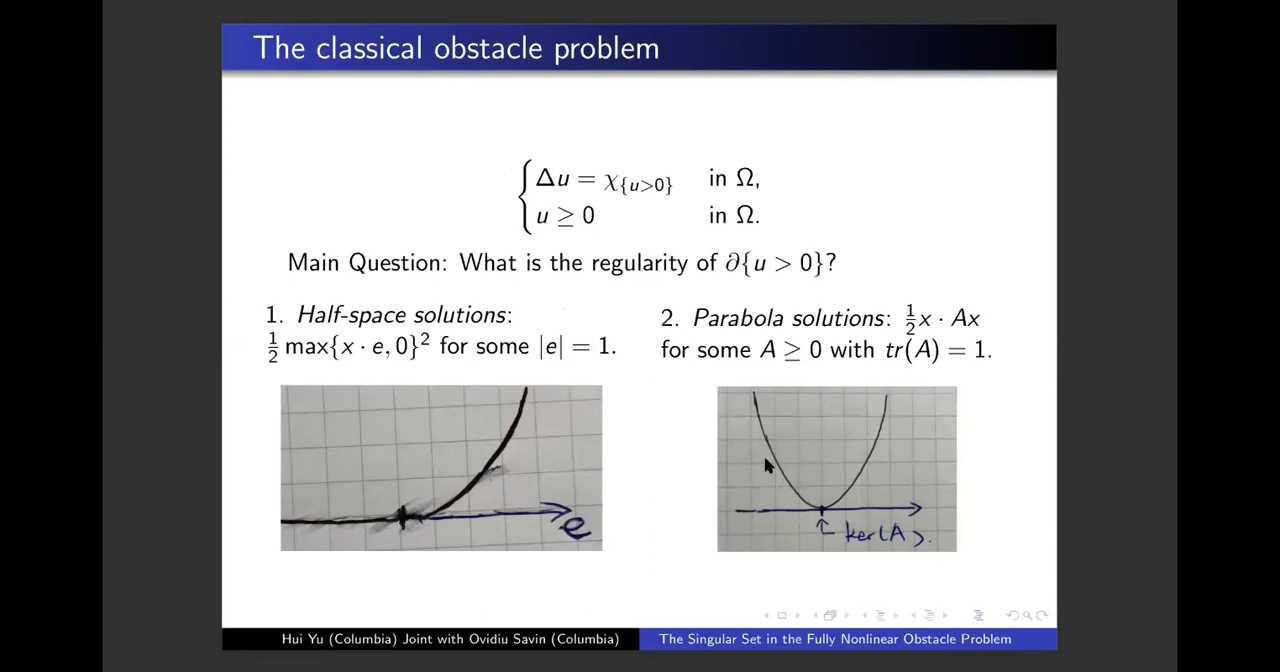 The classical obstacle problem
Δu = χ_{u>0} in Ω,
u ≥ 0 in Ω.
Main Question: What is the regularity of ∂{u > 0}?
1. Half-space solutions:
½ max{x · e, 0}² for some |e| = 1.
2. Parabola solutions: ½x · Ax
for some A ≥ 0 with tr(A) = 1.
e
ker(A).
Hui Yu (Columbia) Joint with Ovidiu Savin (Columbia)
The Singular Set in the Fully Nonlinear Obstacle Problem